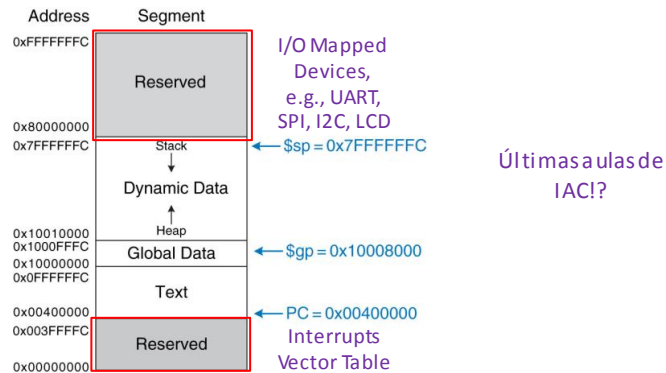 Address Segment
0xFFFFFFFC
Reserved
I/O Mapped
Devices,
e.g., UART,
SPI, I2C, LCD
0x80000000
0x7FFFFFFC
Stack
$sp = 0x7FFFFFFC
Dynamic Data
Últimas aulas de
IAC!?
Heap
0x10010000
0x1000FFFC
Global Data
$gp = 0x10008000
0x10000000
0x0FFFFFFC
Text
0x00400000
PC = 0x00400000
0x003FFFFC
Reserved
Interrupts
Vector Table
0x00000000